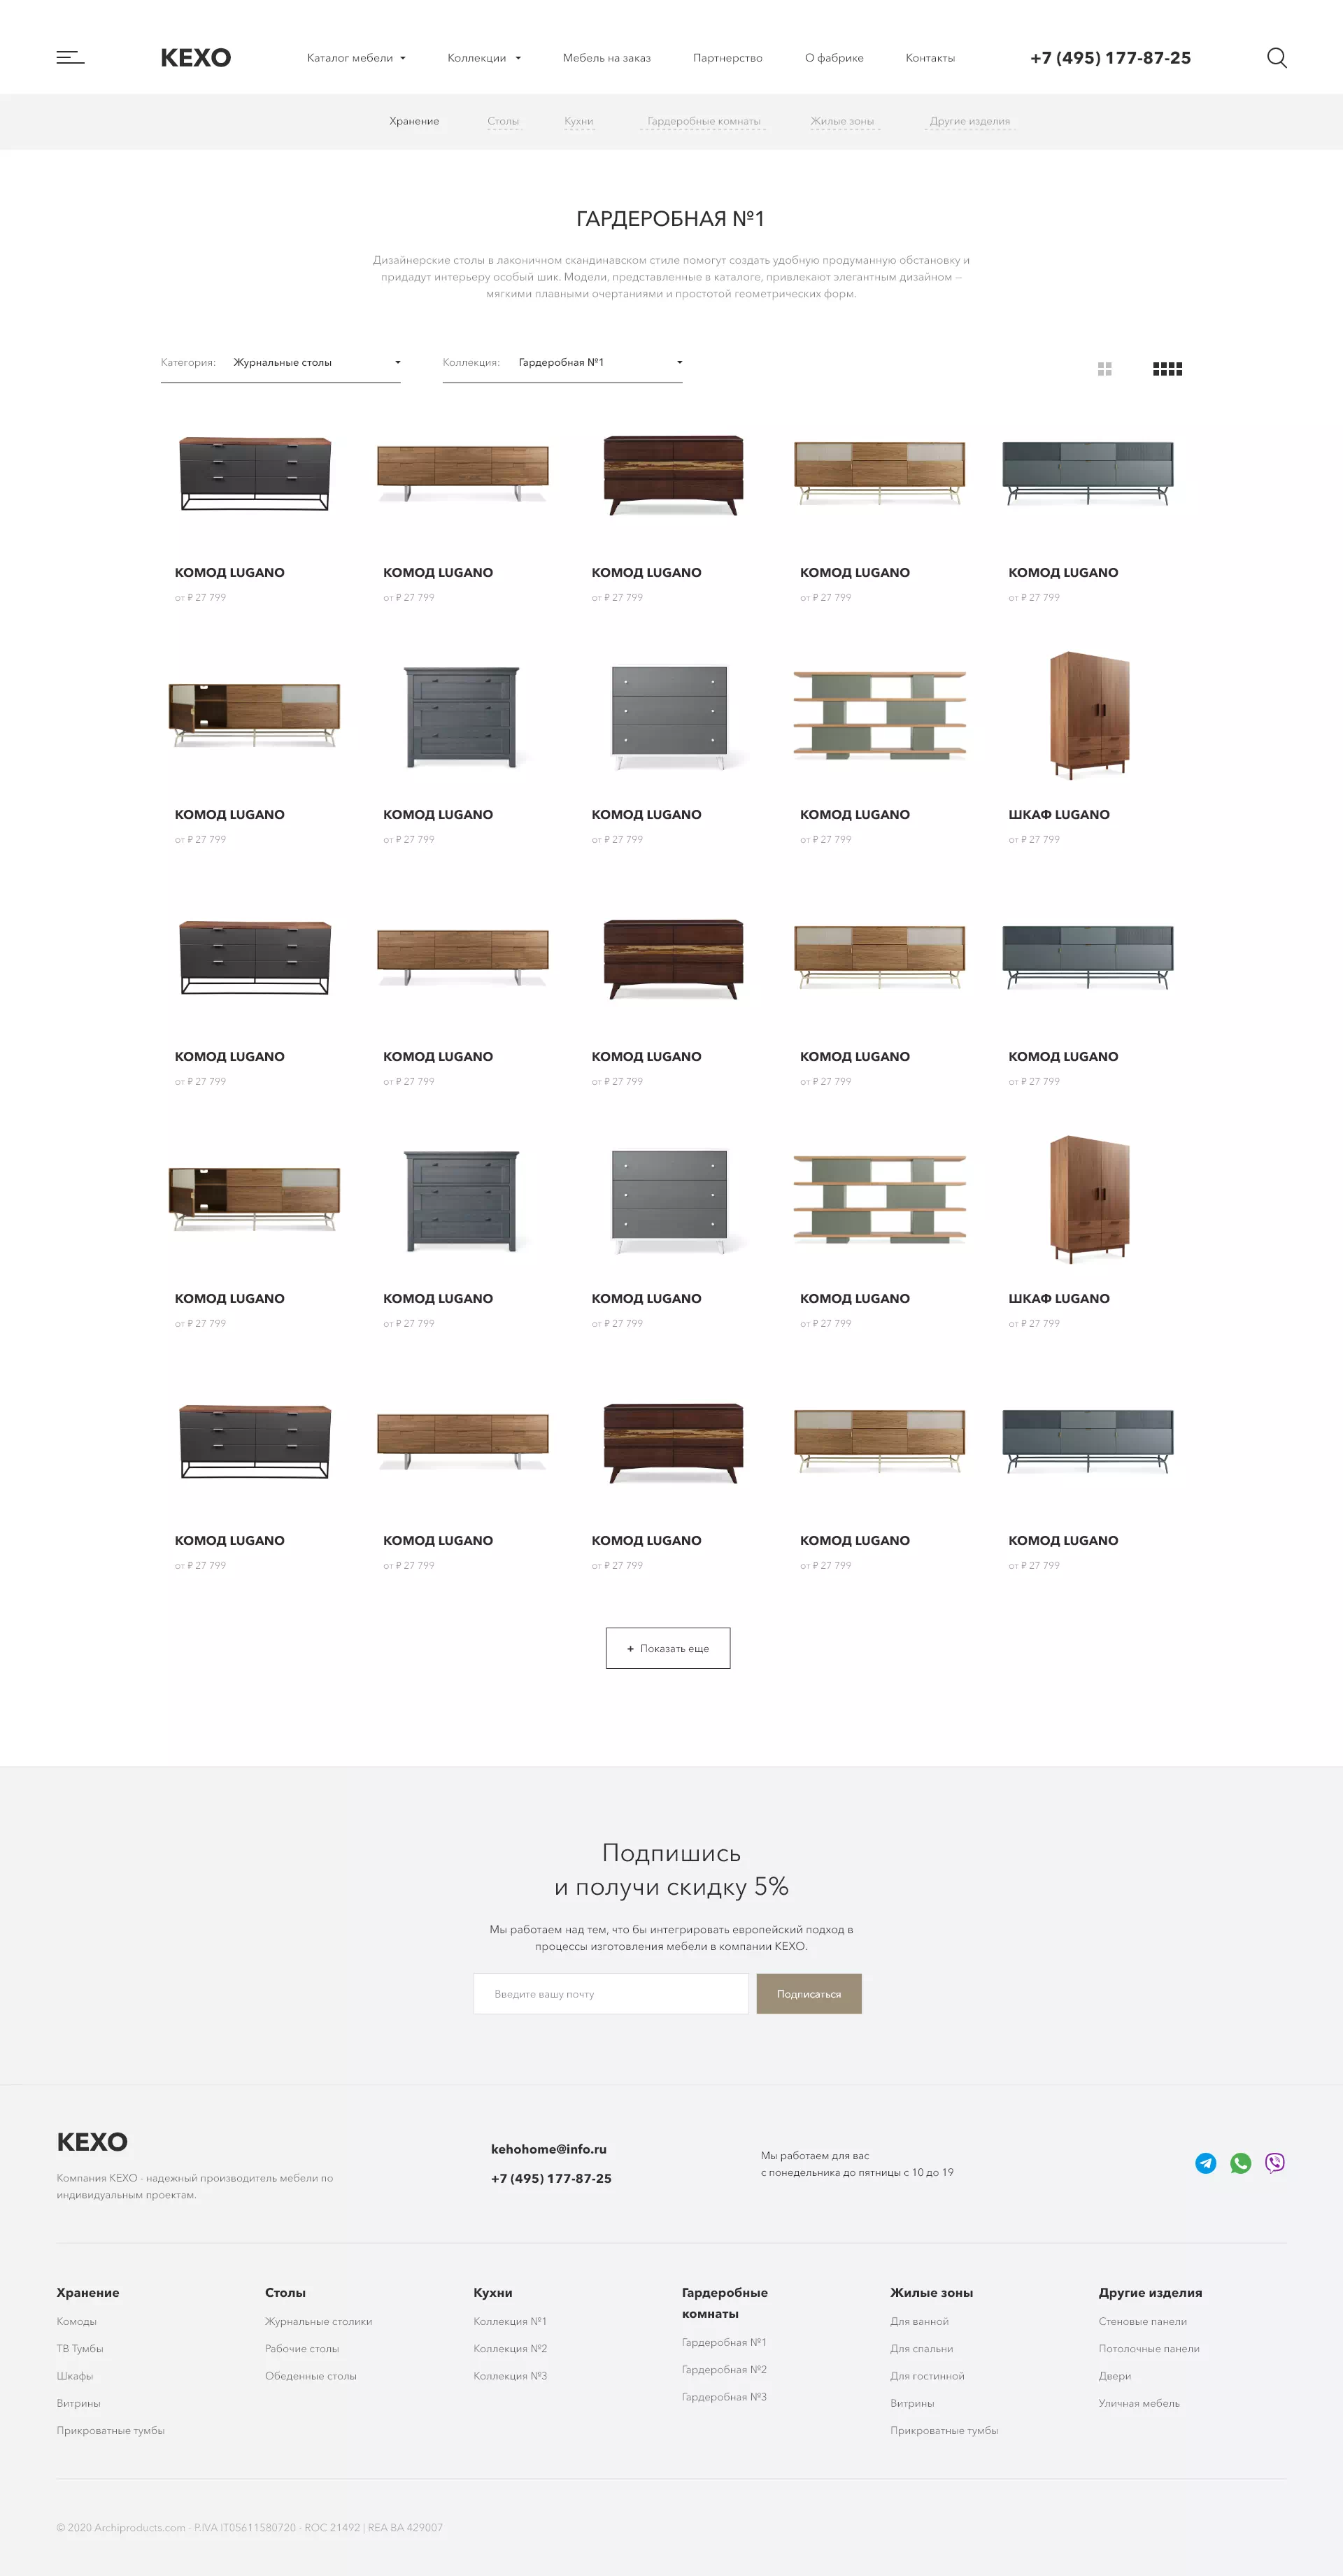 KEXO
Каталог мебели
Коллекции
Мебель на заказ
Партнерство
О фабрике
Контакты
+7 (495) 177-87-25
Хранение
Столы
Кухни
Гардеробные комнаты
Жилые зоны
Другие изделия
ГАРДЕРОБНАЯ №1
Дизайнерские столы в лаконичном скандинавском стиле помогут создать удобную продуманную обстановку и
придадут интерьеру особый шик. Модели, представленные в каталоге, привлекают элегантным дизайном —
мягкими плавными очертаниями и простотой геометрических форм.
Категория: Журнальные столы
Коллекция: Гардеробная №1
КОМОД LUGANO
от ₽ 27 799
КОМОД LUGANO
от ₽ 27 799
КОМОД LUGANO
от ₽ 27 799
КОМОД LUGANO
от ₽ 27 799
КОМОД LUGANO
от ₽ 27 799
КОМОД LUGANO
от ₽ 27 799
КОМОД LUGANO
от ₽ 27 799
КОМОД LUGANO
от ₽ 27 799
КОМОД LUGANO
от ₽ 27 799
ШКАФ LUGANO
от ₽ 27 799
КОМОД LUGANO
от ₽ 27 799
КОМОД LUGANO
от ₽ 27 799
КОМОД LUGANO
от ₽ 27 799
КОМОД LUGANO
от ₽ 27 799
КОМОД LUGANO
от ₽ 27 799
КОМОД LUGANO
от ₽ 27 799
КОМОД LUGANO
от ₽ 27 799
КОМОД LUGANO
от ₽ 27 799
КОМОД LUGANO
от ₽ 27 799
ШКАФ LUGANO
от ₽ 27 799
КОМОД LUGANO
от ₽ 27 799
КОМОД LUGANO
от ₽ 27 799
КОМОД LUGANO
от ₽ 27 799
КОМОД LUGANO
от ₽ 27 799
КОМОД LUGANO
от ₽ 27 799
+ Показать еще
Подпишись
и получи скидку 5%
Мы работаем над тем, что бы интегрировать европейский подход в
процессы изготовления мебели в компании KEXO.
Введите вашу почту
Подписаться
KEXO
Компания KEXO - надежный производитель мебели по
индивидуальным проектам.
kehohome@info.ru
+7 (495) 177-87-25
Мы работаем для вас
с понедельника до пятницы с 10 до 19
Хранение
Комоды
ТВ Тумбы
Шкафы
Витрины
Прикроватные тумбы
Столы
Журнальные столики
Рабочие столы
Обеденные столы
Кухни
Коллекция №1
Коллекция №2
Коллекция №3
Гардеробные
комнаты
Гардеробная №1
Гардеробная №2
Гардеробная №3
Жилые зоны
Для ванной
Для спальни
Для гостинной
Витрины
Прикроватные тумбы
Другие изделия
Стеновые панели
Потолочные панели
Двери
Уличная мебель
© 2020 Archiproducts.com - P.IVA IT05611580720 - ROC 21492 | REA BA 429007